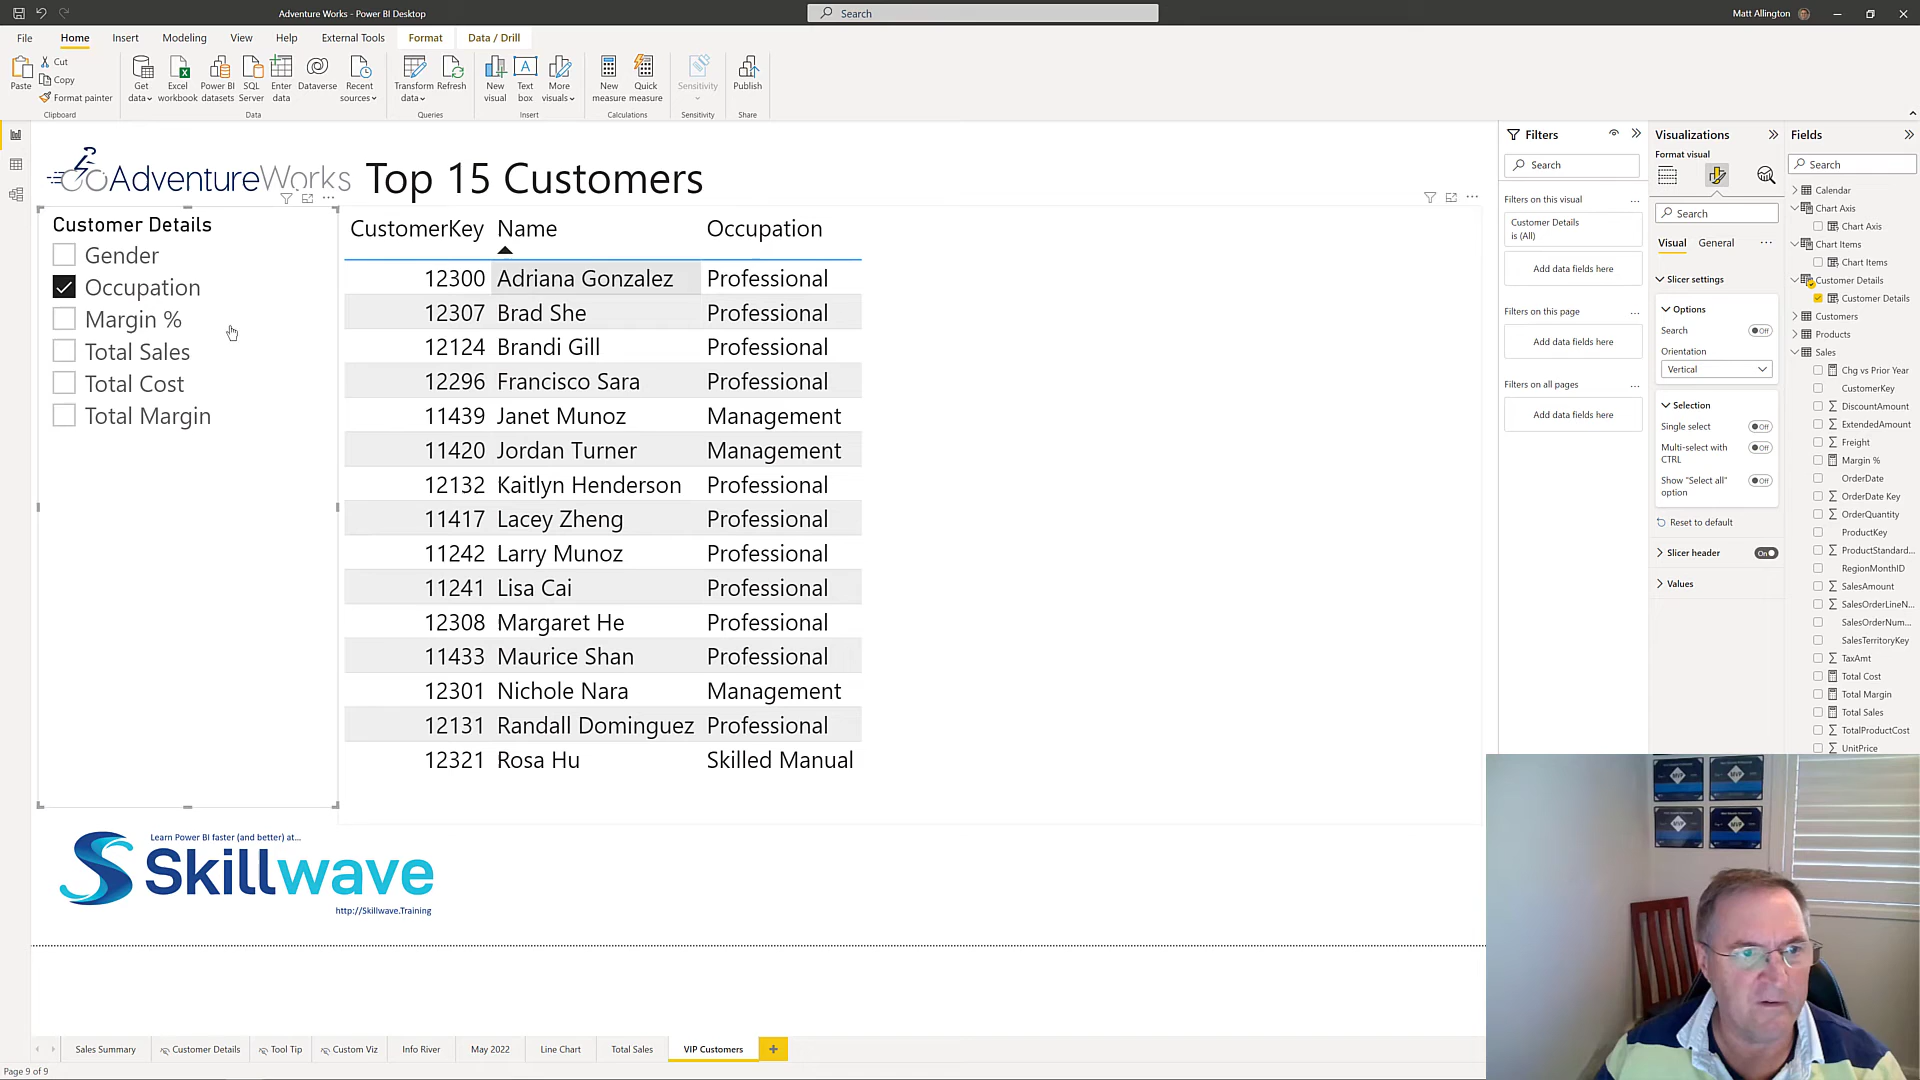 Adventure Works - Power BI Desktop
Search
Matt Allington
File
Home
Insert
Modeling
View
Help
External Tools
Format
Data / Drill
Paste
Cut
Copy
Format painter
Clipboard
Get data
Excel workbook
Power BI datasets
SQL Server
Enter data
Dataverse
Recent sources
Data
Transform data
Refresh
Queries
New visual
Text box
More visuals
Insert
New measure
Quick measure
Calculations
Sensitivity
Sensitivity
Publish
Share
AdventureWorks
Top 15 Customers
Customer Details
Gender
Occupation
Margin %
Total Sales
Total Cost
Total Margin
CustomerKey Name Occupation
12300 Adriana Gonzalez Professional
12307 Brad She Professional
12124 Brandi Gill Professional
12296 Francisco Sara Professional
11439 Janet Munoz Management
11420 Jordan Turner Management
12132 Kaitlyn Henderson Professional
11417 Lacey Zheng Professional
11242 Larry Munoz Professional
11241 Lisa Cai Professional
12308 Margaret He Professional
11433 Maurice Shan Professional
12301 Nichole Nara Management
12131 Randall Dominguez Professional
12321 Rosa Hu Skilled Manual
Learn Power BI faster (and better) at...
Skillwave
http://Skillwave.Training
Filters
Search
Filters on this visual
Customer Details
is (All)
Add data fields here
Filters on this page
Add data fields here
Filters on all pages
Add data fields here
Visualizations
Format visual
Search
Visual
General
Slicer settings
Options
Search
Off
Orientation
Vertical
Selection
Single select
Off
Multi-select with
CTRL
Off
Show "Select all"
option
Off
Reset to default
Slicer header
On
Values
Fields
Search
Calendar
Chart Axis
Chart Axis
Chart Items
Chart Items
Customer Details
Customer Details
Customers
Products
Sales
Chg vs Prior Year
CustomerKey
DiscountAmount
ExtendedAmount
Freight
Margin %
OrderDate
OrderDate Key
OrderQuantity
ProductKey
ProductStandard...
RegionMonthID
SalesAmount
SalesOrderLineN...
SalesOrderNum...
SalesTerritoryKey
TaxAmt
Total Cost
Total Margin
Total Sales
TotalProductCost
UnitPrice
Sales Summary
Customer Details
Tool Tip
Custom Viz
Info River
May 2022
Line Chart
Total Sales
VIP Customers
Page 9 of 9